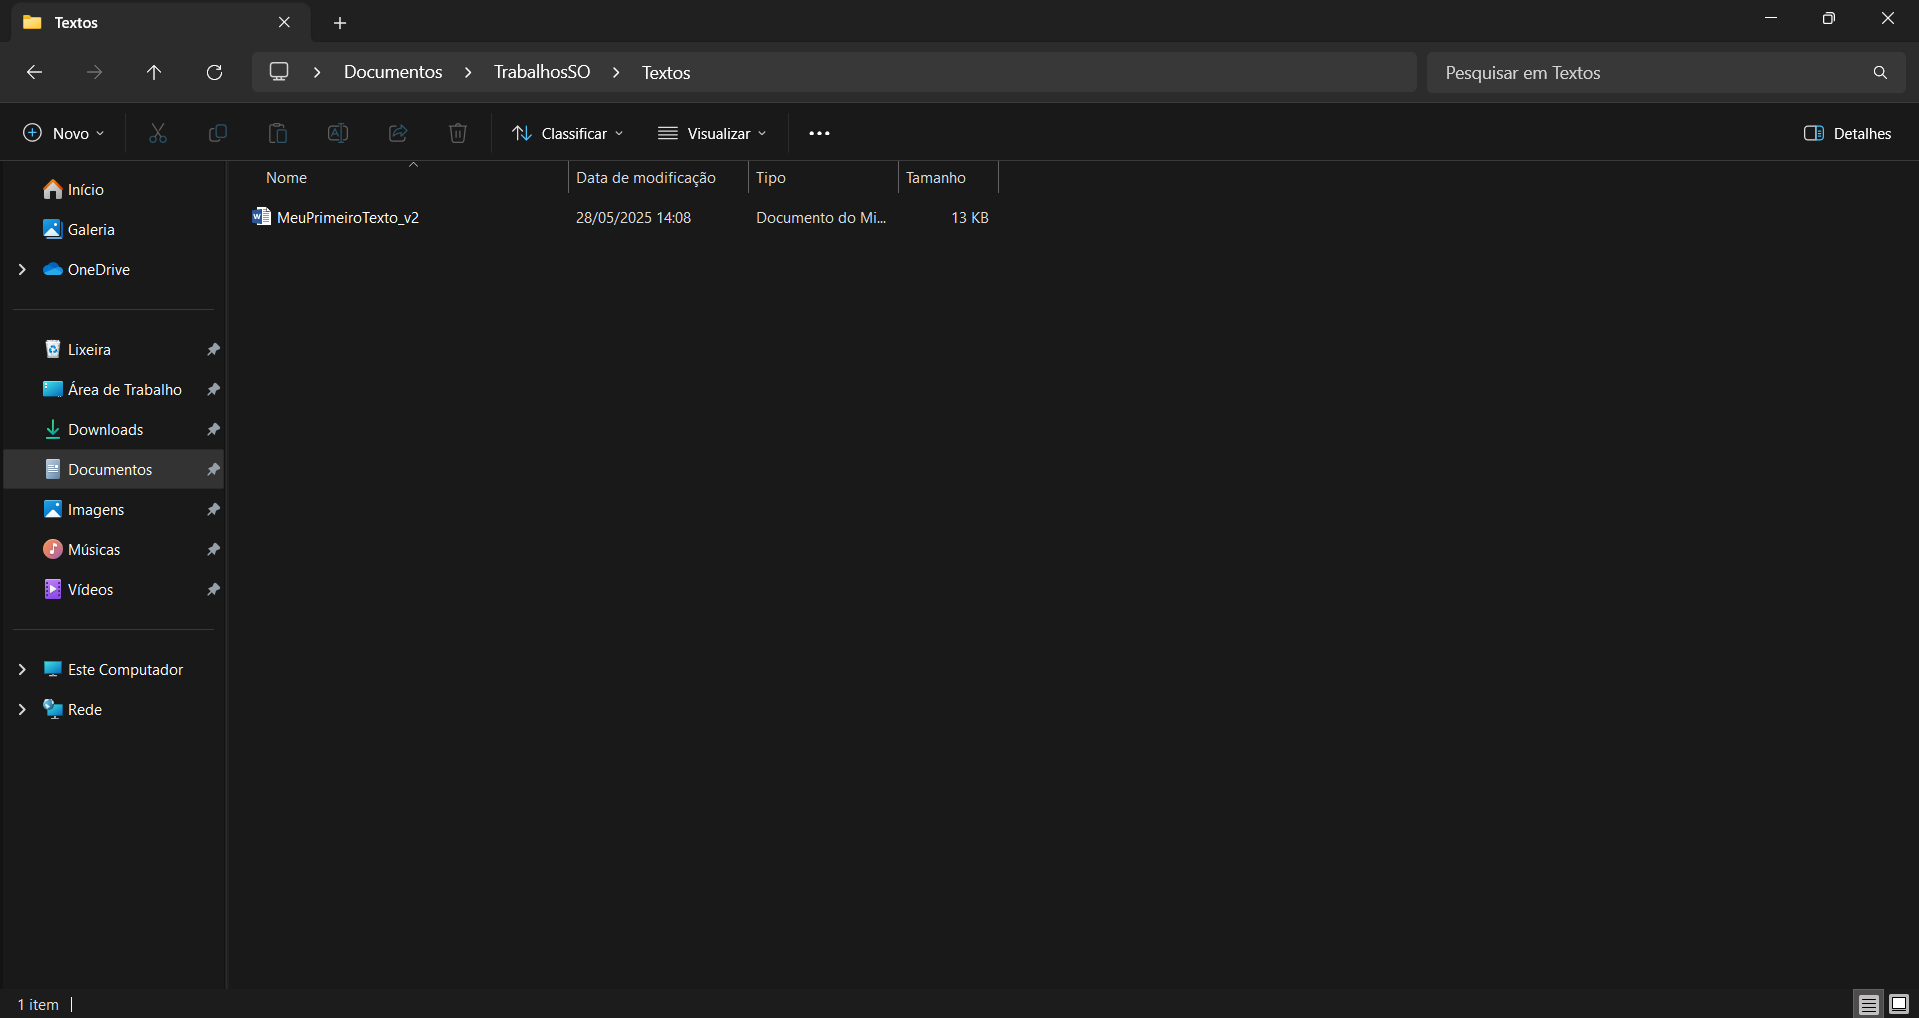 Textos
Documentos > TrabalhosSO > Textos
Pesquisar em Textos
Novo
Classificar
Visualizar
Detalhes
Nome Data de modificação Tipo Tamanho
MeuPrimeiroTexto_v2 28/05/2025 14:08 Documento do Mi... 13 KB
Início
Galeria
OneDrive
Lixeira
Área de Trabalho
Downloads
Documentos
Imagens
Músicas
Vídeos
Este Computador
Rede
1 item